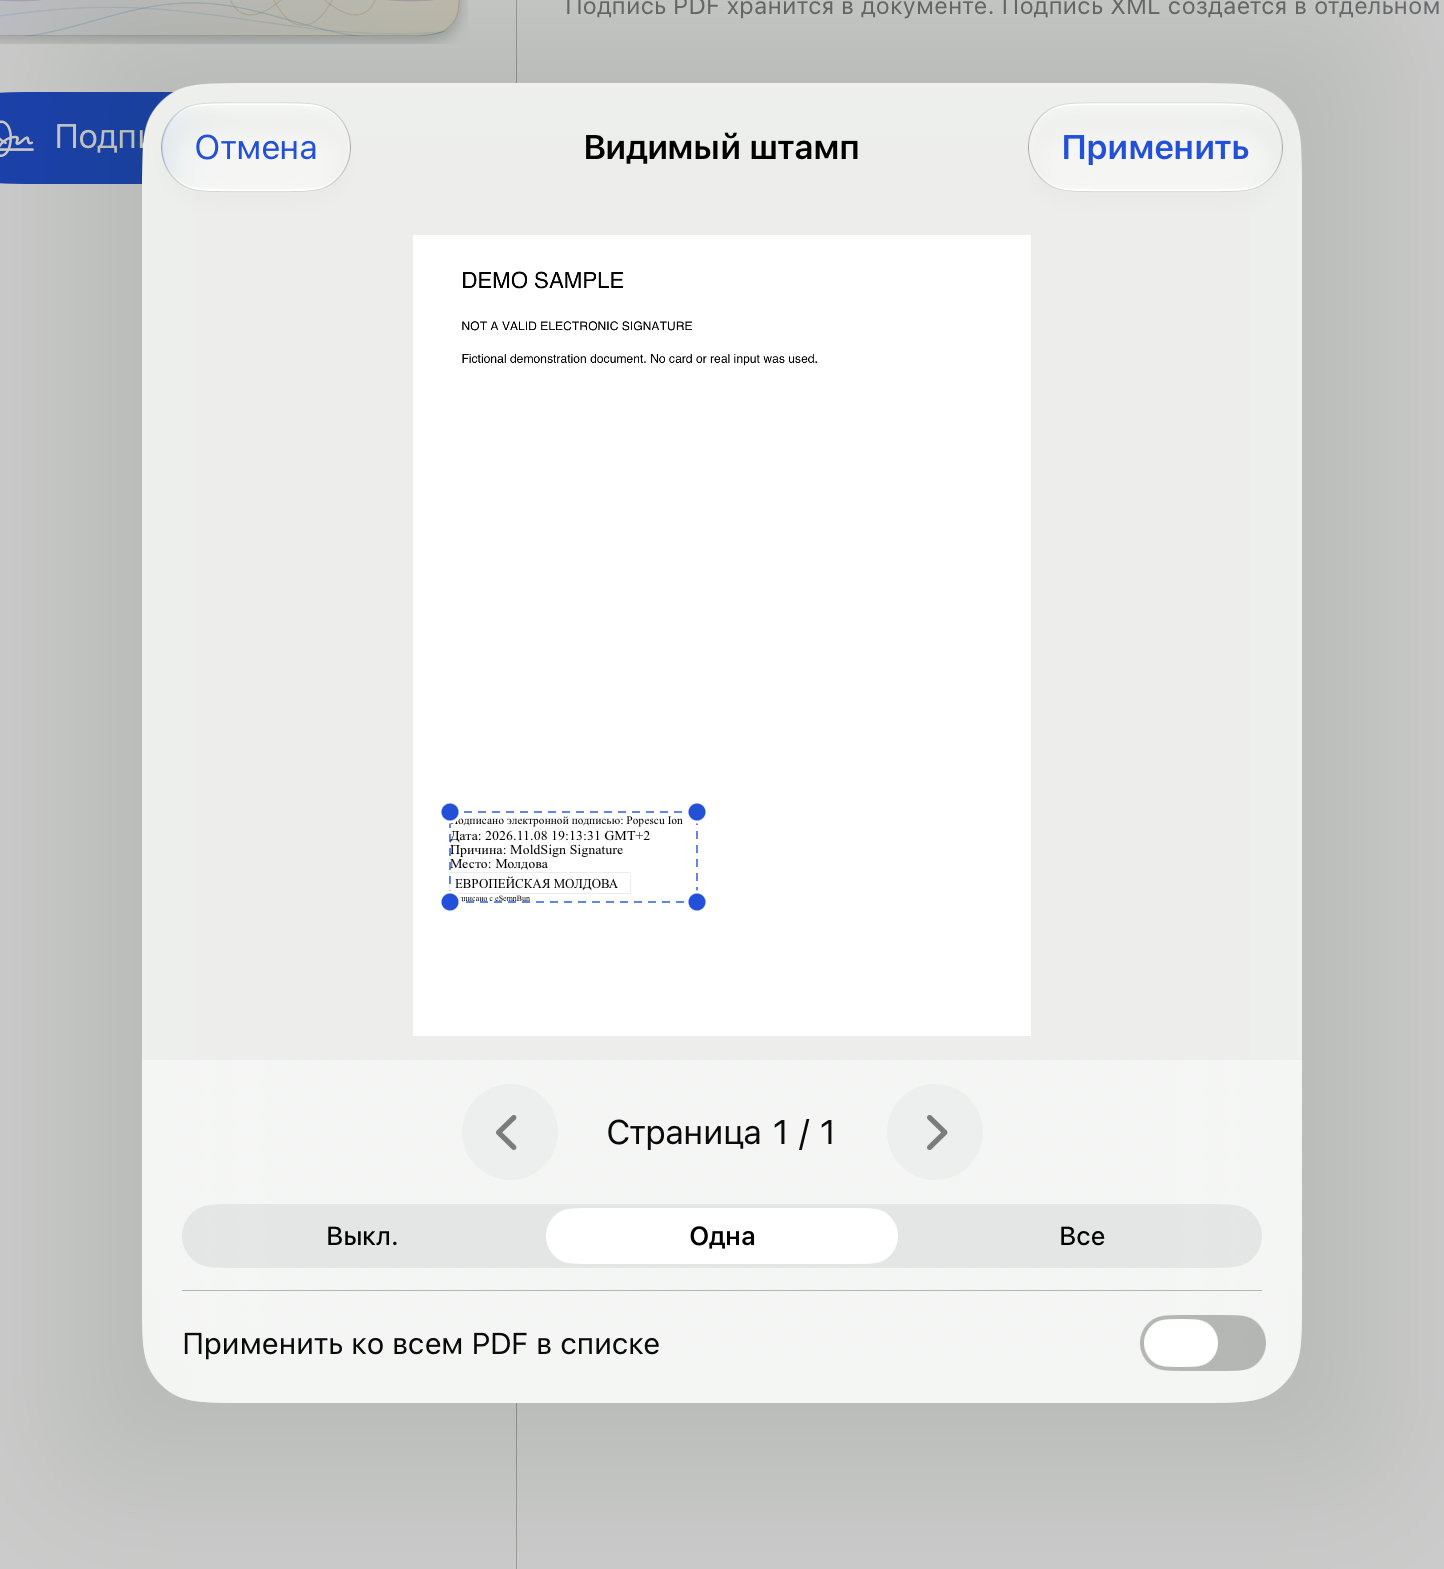 Подпись PDF хранится в документе. Подпись XML создается в отдельном
Отмена
Видимый штамп
Применить
DEMO SAMPLE
NOT A VALID ELECTRONIC SIGNATURE
Fictional demonstration document. No card or real input was used.
Подписано электронной подписью: Popescu Ion
Дата: 2026.11.08 19:13:31 GMT+2
Причина: MoldSign Signature
Место: Молдова
ЕВРОПЕЙСКАЯ МОЛДОВА
с eSemnBun
Страница 1 / 1
Выкл.
Одна
Все
Применить ко всем PDF в списке